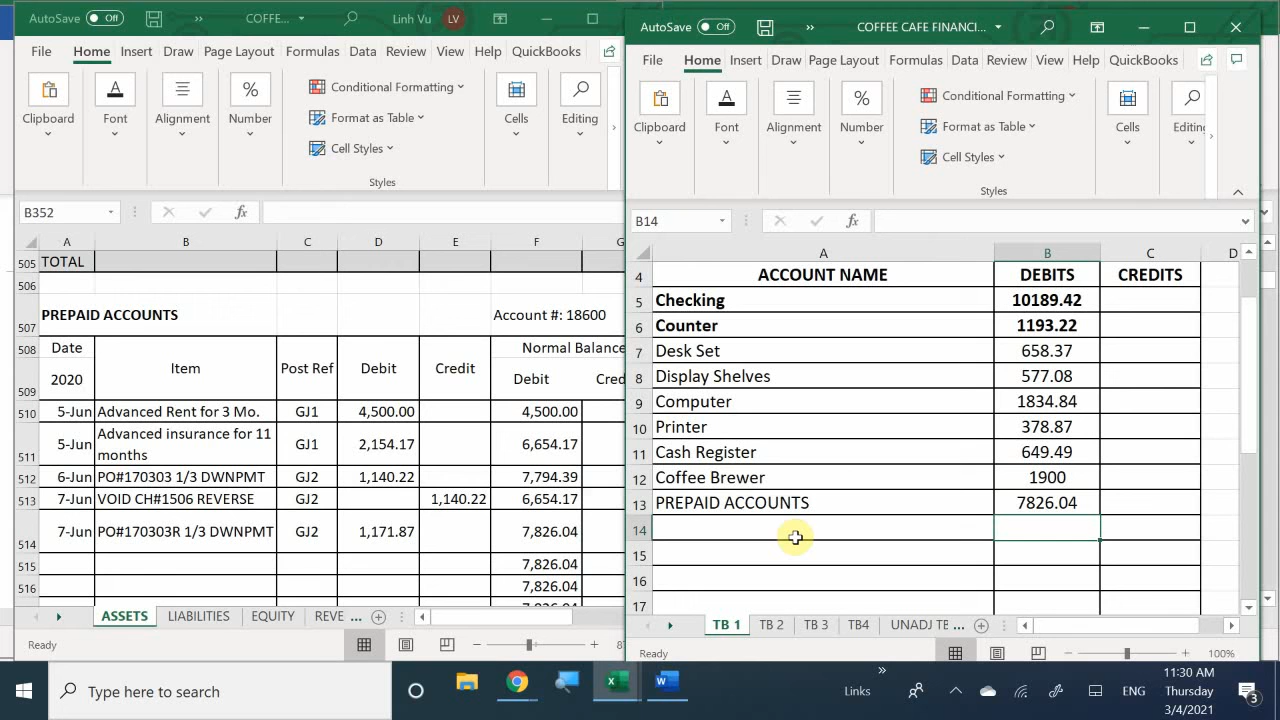 AutoSave Off » COFFE... Linh Vu LV
File Home Insert Draw Page Layout Formulas Data Review View Help QuickBooks
Clipboard Font Alignment Number Conditional Formatting Format as Table Cell Styles Cells Editing
Styles
B352 fx
A B C D E F G
505 TOTAL
506
507 PREPAID ACCOUNTS Account #: 18600
508 Date Item Post Ref Debit Credit Normal Balance
509 2020 Debit Cred
510 5-Jun Advanced Rent for 3 Mo. GJ1 4,500.00 4,500.00
511 5-Jun Advanced insurance for 11 months GJ1 2,154.17 6,654.17
512 6-Jun PO#170303 1/3 DWNPMT GJ2 1,140.22 7,794.39
513 7-Jun VOID CH#1506 REVERSE GJ2 1,140.22 6,654.17
514 7-Jun PO#170303R 1/3 DWNPMT GJ2 1,171.87 7,826.04
515 7,826.04
516 7,826.04
ASSETS LIABILITIES EQUITY REVE ...
Ready
AutoSave Off » COFFEE CAFE FINANCI...
File Home Insert Draw Page Layout Formulas Data Review View Help QuickBooks
Clipboard Font Alignment Number Conditional Formatting Format as Table Cell Styles Cells Editing
Styles
B14 fx
A B C D
4 ACCOUNT NAME DEBITS CREDITS
5 Checking 10189.42
6 Counter 1193.22
7 Desk Set 658.37
8 Display Shelves 577.08
9 Computer 1834.84
10 Printer 378.87
11 Cash Register 649.49
12 Coffee Brewer 1900
13 PREPAID ACCOUNTS 7826.04
14
15
16
17
TB 1 TB 2 TB 3 TB4 UNADJ TE ...
Ready 100%
Type here to search Links ENG 11:30 AM
Thursday
3/4/2021 3